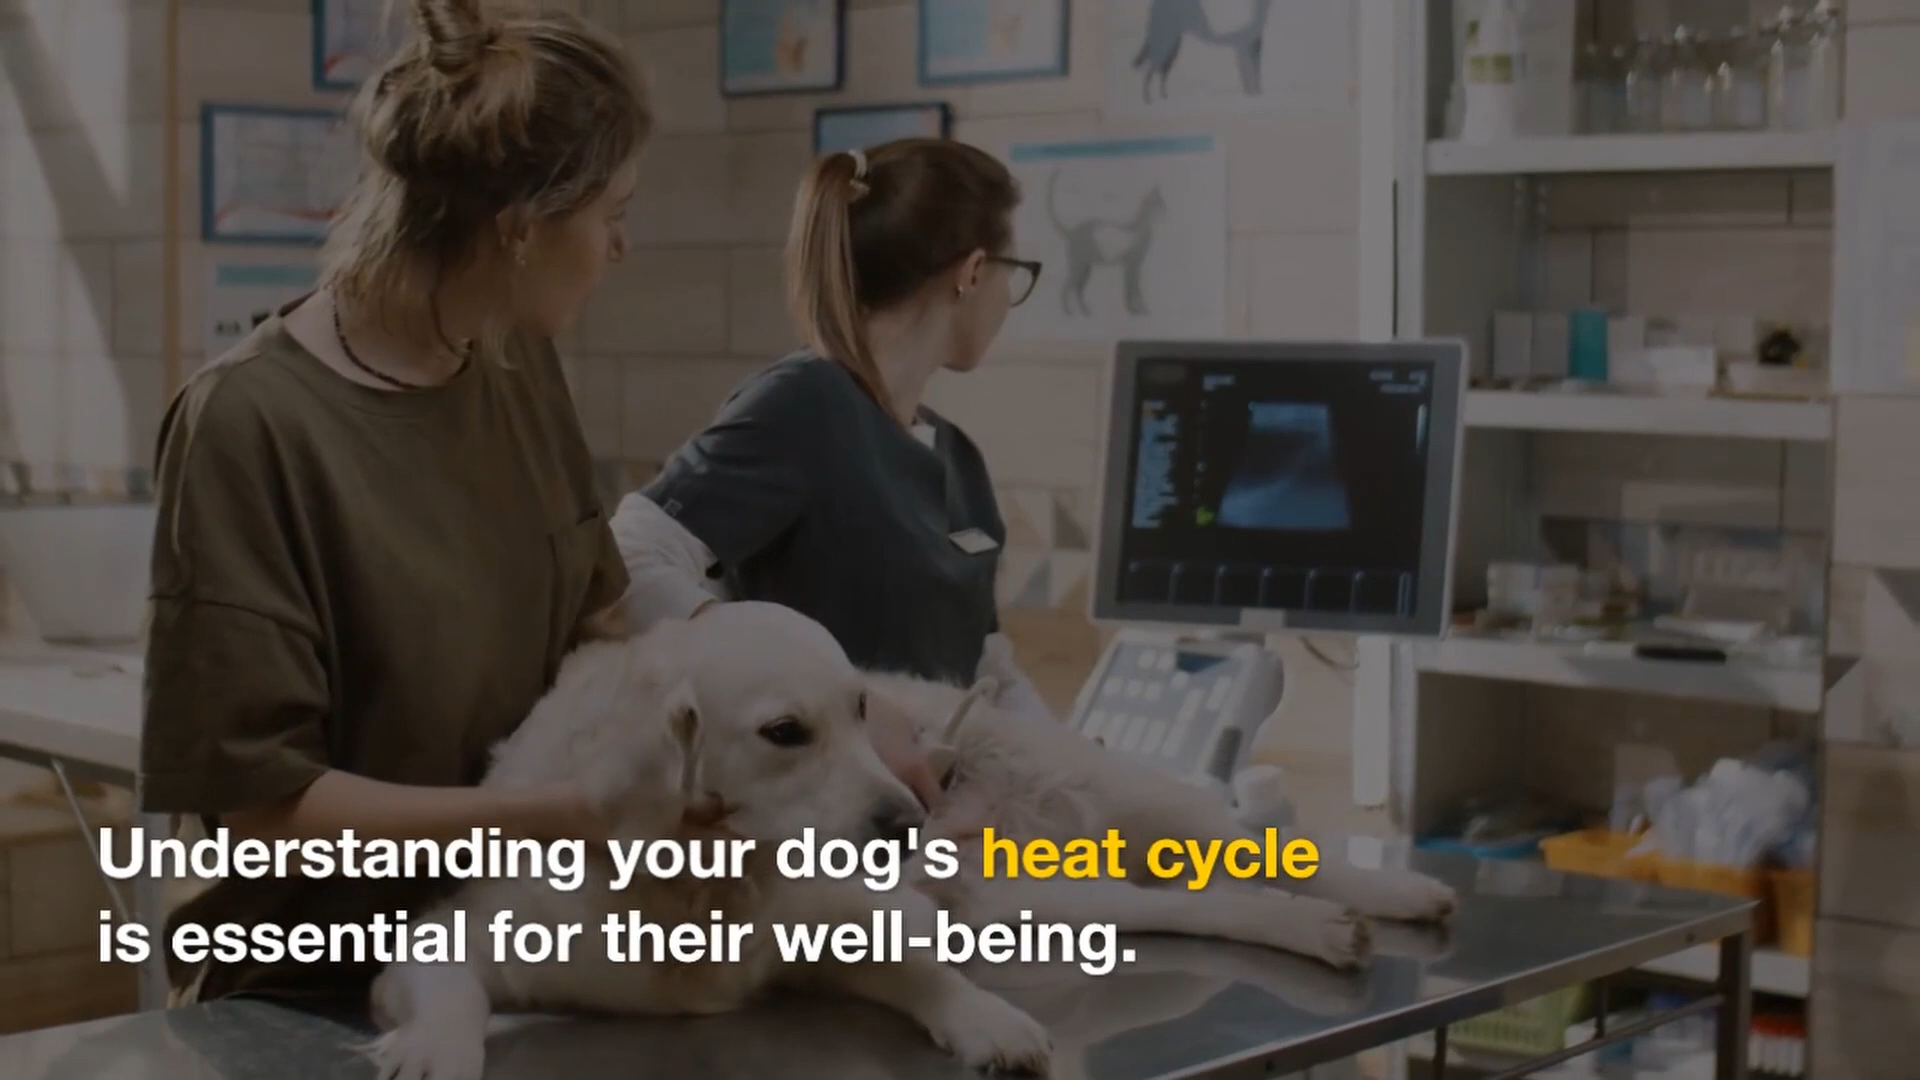 Understanding your dog's heat cycle
is essential for their well-being.